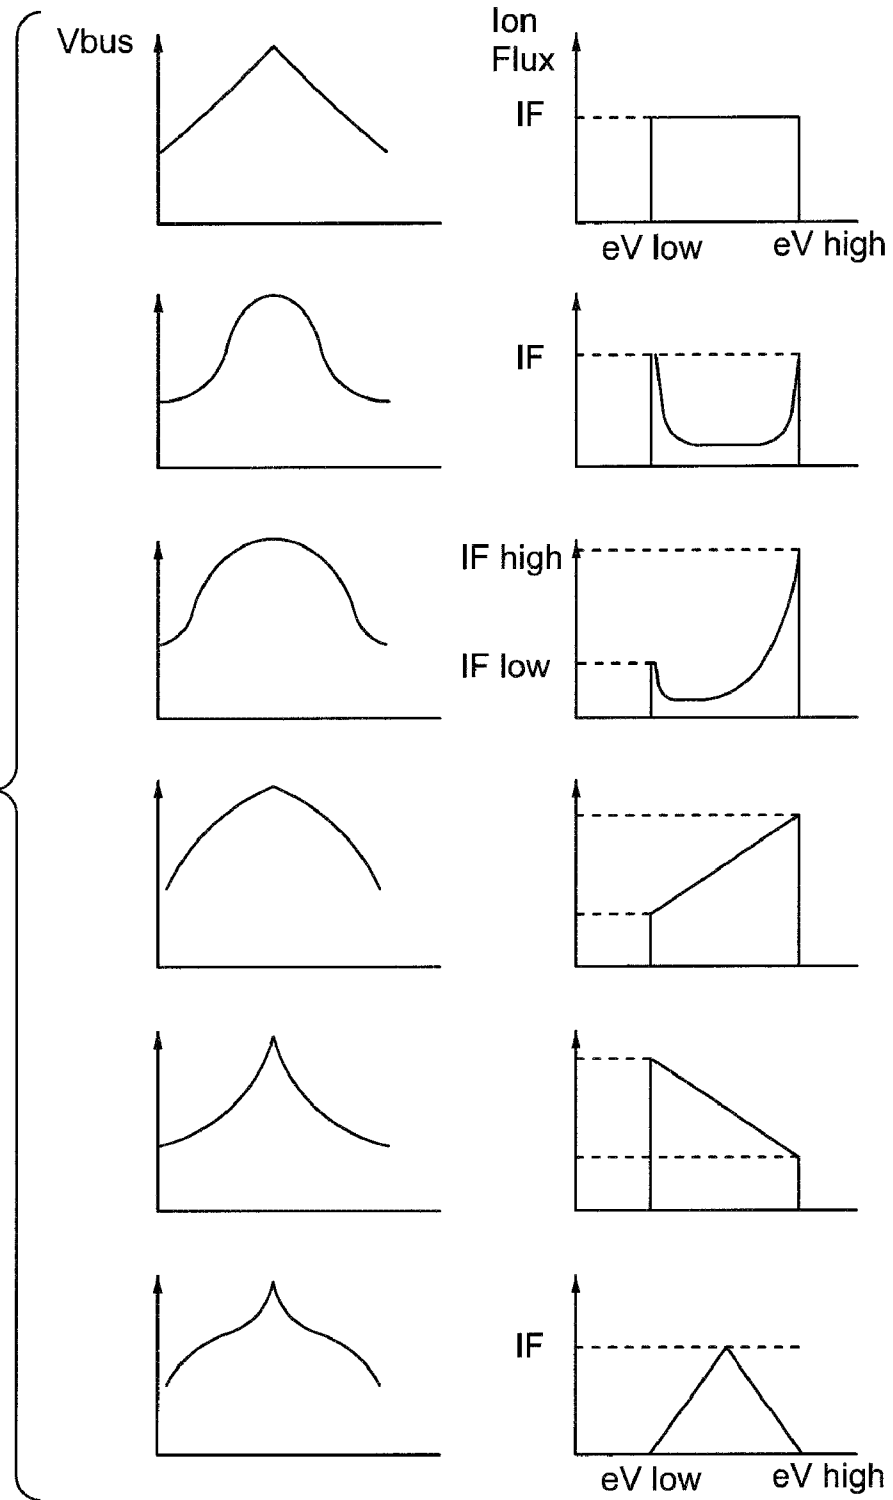 Vbus
Ion
Flux
IF
eV low
eV high
IF
IF high
IF low
IF
eV low
eV high